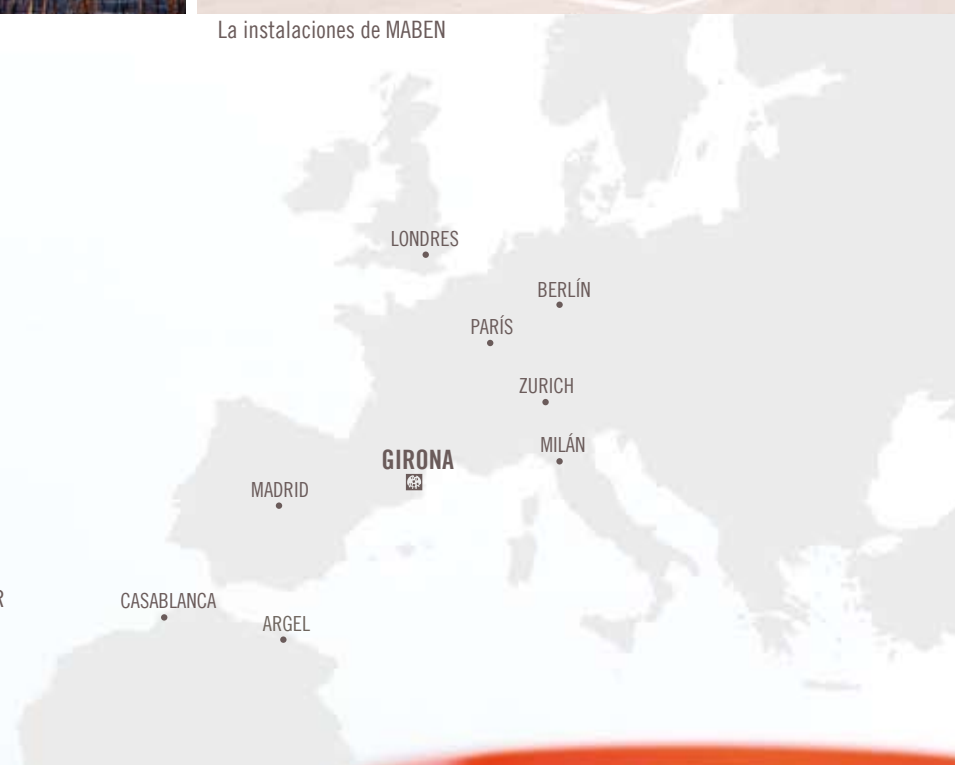 La instalaciones de MABEN
LONDRES
BERLÍN
PARÍS
ZURICH
MILÁN
GIRONA
MADRID
R
CASABLANCA
ARGEL